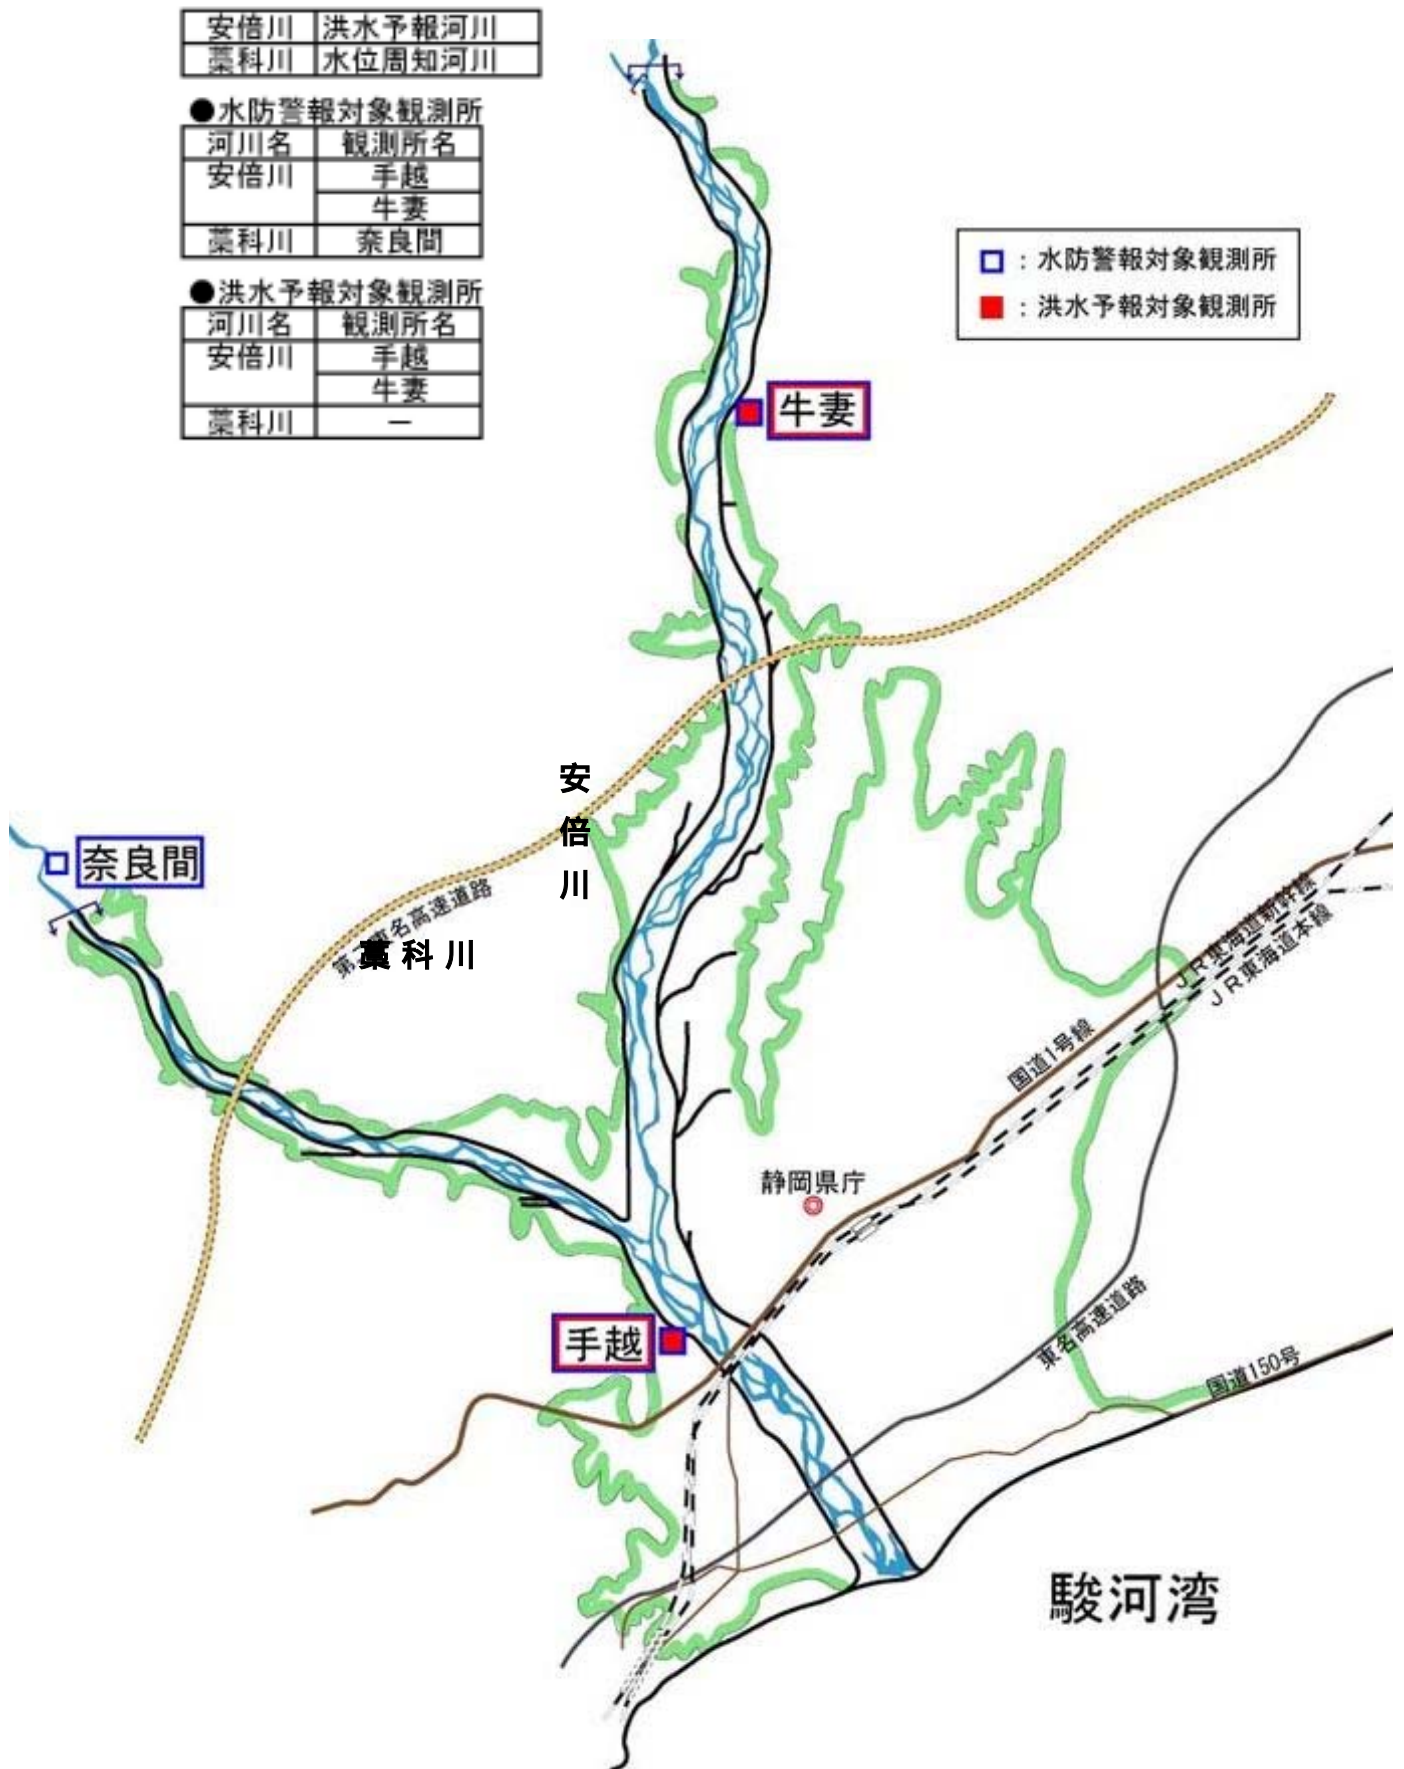 安倍川 洪水予報河川
藁科川 水位周知河川
●水防警報対象観測所
河川名 観測所名
安倍川 手越
牛妻
藁科川 奈良間
●洪水予報対象観測所
河川名 観測所名
安倍川 手越
牛妻
藁科川 －
：水防警報対象観測所
：洪水予報対象観測所
牛妻
安倍川
奈良間
第二東名高速道路
藁科川
JR東海道新幹線
JR東海道本線
国道1号線
静岡県庁
手越
東名高速道路
国道150号
駿河湾